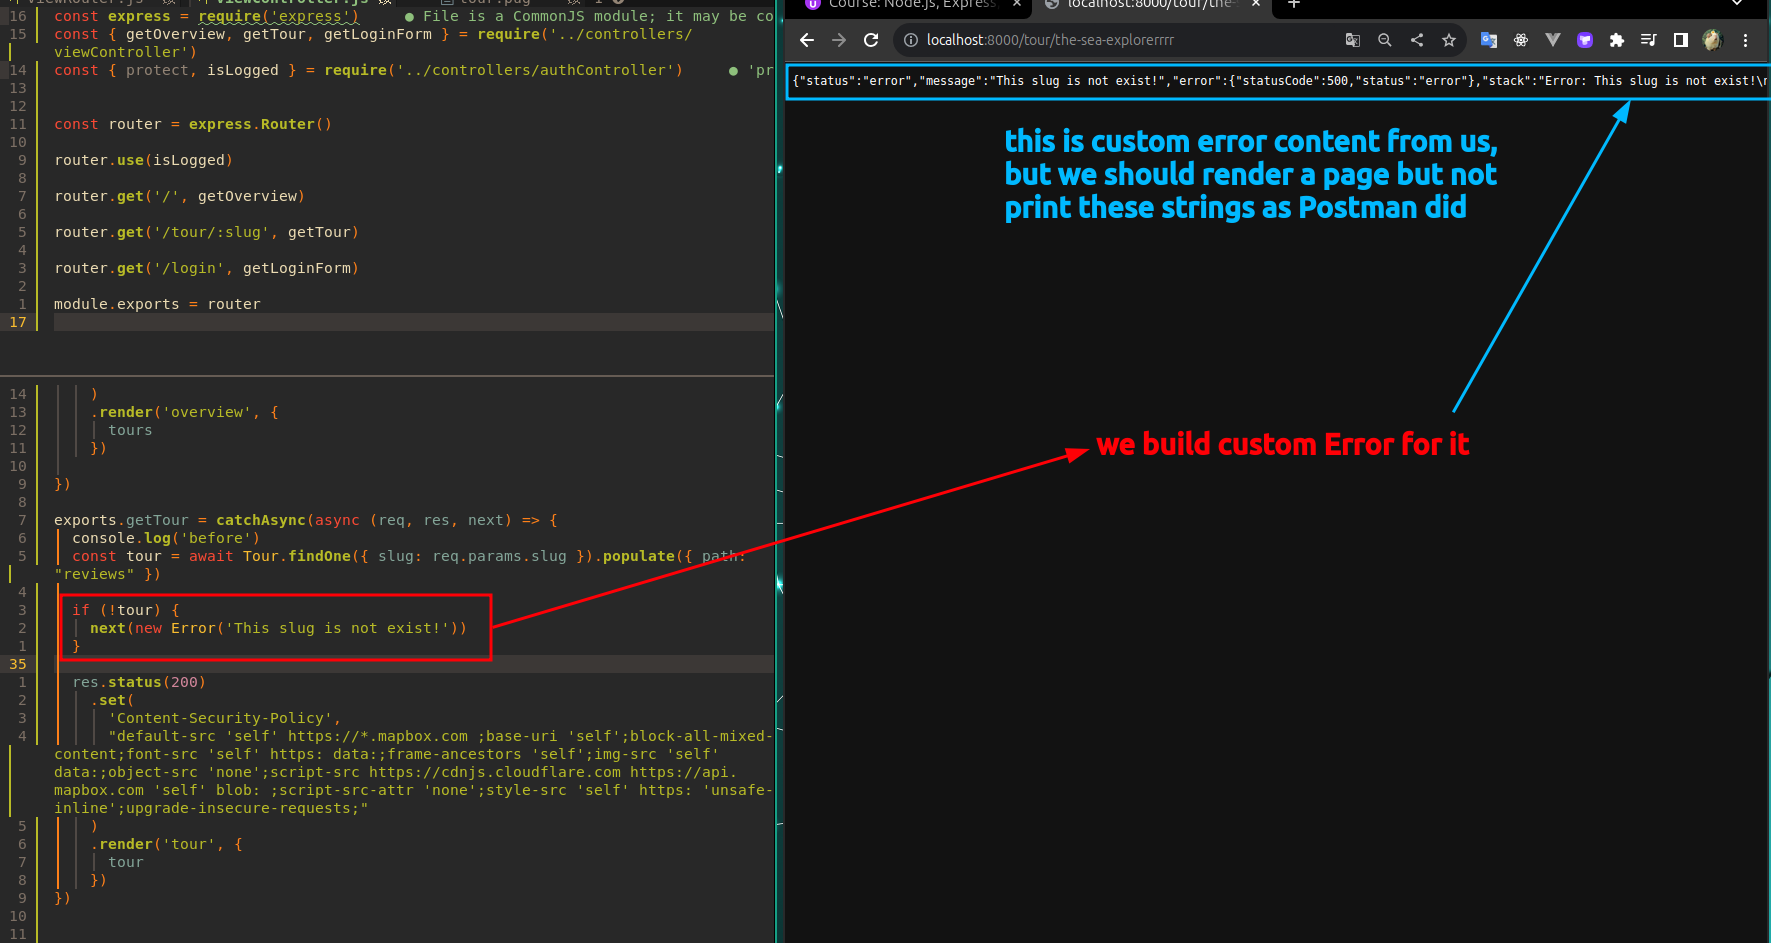 16 const express = require('express') ● File is a CommonJS module; it may be co
15 const { getOverview, getTour, getLoginForm } = require('../controllers/
viewController')
14 const { protect, isLogged } = require('../controllers/authController') ● 'pr
13
12
11 const router = express.Router()
10
9 router.use(isLogged)
8
7 router.get('/', getOverview)
6
5 router.get('/tour/:slug', getTour)
4
3 router.get('/login', getLoginForm)
2
1 module.exports = router
17
14 )
13 .render('overview', {
12 tours
11 })
10
9 })
8
7 exports.getTour = catchAsync(async (req, res, next) => {
6 console.log('before')
5 const tour = await Tour.findOne({ slug: req.params.slug }).populate({ path:
"reviews" })
4
3 if (!tour) {
2 next(new Error('This slug is not exist!'))
1 }
35
1 res.status(200)
2 .set(
3 'Content-Security-Policy',
4 "default-src 'self' https://*.mapbox.com ;base-uri 'self';block-all-mixed-
content;font-src 'self' https: data:;frame-ancestors 'self';img-src 'self'
data:;object-src 'none';script-src https://cdnjs.cloudflare.com https://api.
mapbox.com 'self' blob: ;script-src-attr 'none';style-src 'self' https: 'unsafe-
inline';upgrade-insecure-requests;"
5 )
6 .render('tour', {
7 tour
8 })
9 })
10
11
Course: Node.js, Express
localhost:8000/tour/the-s
localhost:8000/tour/the-sea-explorerrrr
{"status":"error","message":"This slug is not exist!","error":{"statusCode":500,"status":"error"},"stack":"Error: This slug is not exist!\n
this is custom error content from us,
but we should render a page but not
print these strings as Postman did
we build custom Error for it